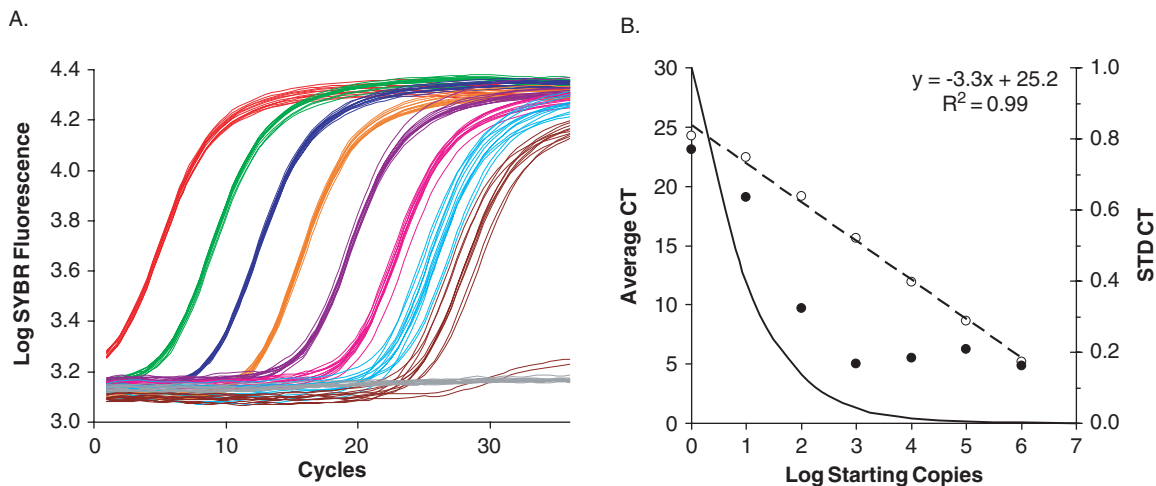 A.
4.4
4.2
4.0
3.8
3.6
3.4
3.2
3.0
0
10
20
30
Log SYBR Fluorescence
Cycles
B.
y = -3.3x + 25.2
R² = 0.99
30
25
20
15
10
5
0
1.0
0.8
0.6
0.4
0.2
0.0
0 1 2 3 4 5 6 7
Average CT
STD CT
Log Starting Copies